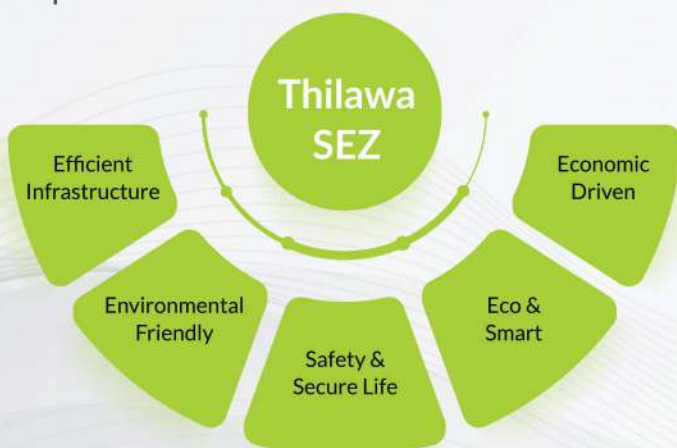 Thilawa
SEZ
Efficient
Infrastructure
Environmental
Friendly
Safety &
Secure Life
Eco &
Smart
Economic
Driven